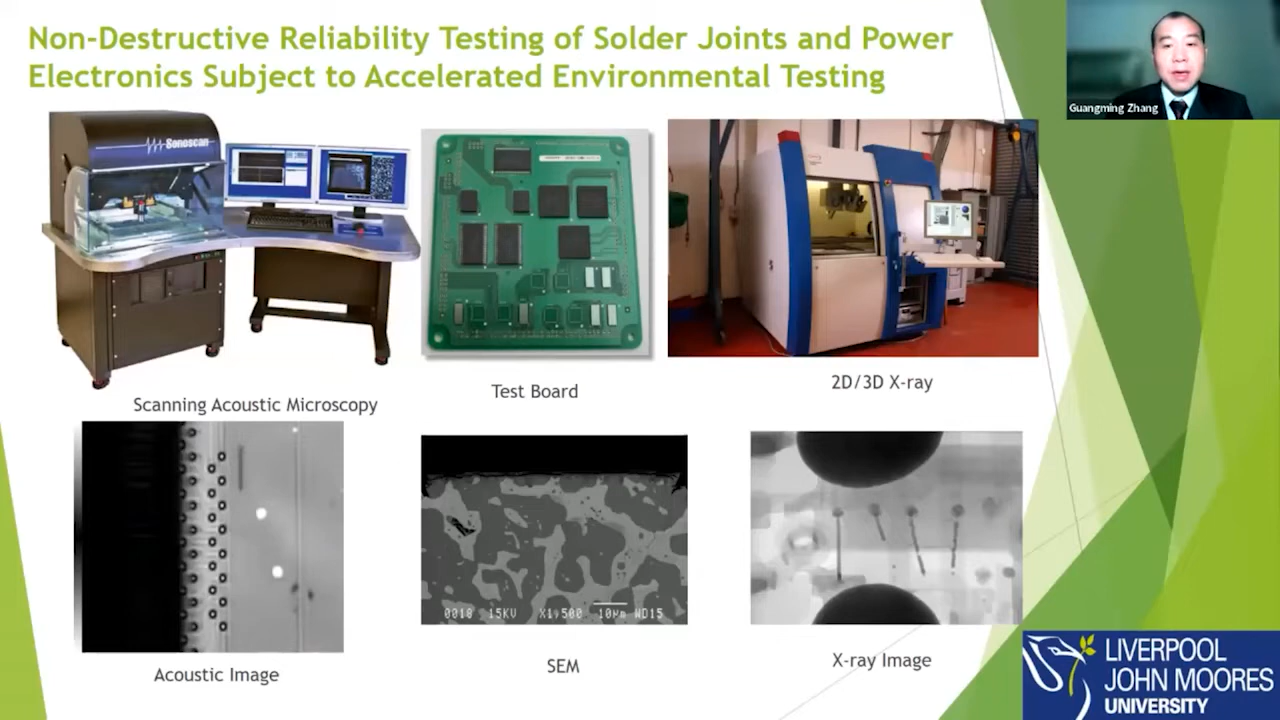 Non-Destructive Reliability Testing of Solder Joints and Power
Electronics Subject to Accelerated Environmental Testing
Guangming Zhang
Sonoscan
Scanning Acoustic Microscopy
Test Board
2D/3D X-ray
0018 15KV X1,500 10μm WD15
Acoustic Image
SEM
X-ray Image
LIVERPOOL
JOHN MOORES
UNIVERSITY